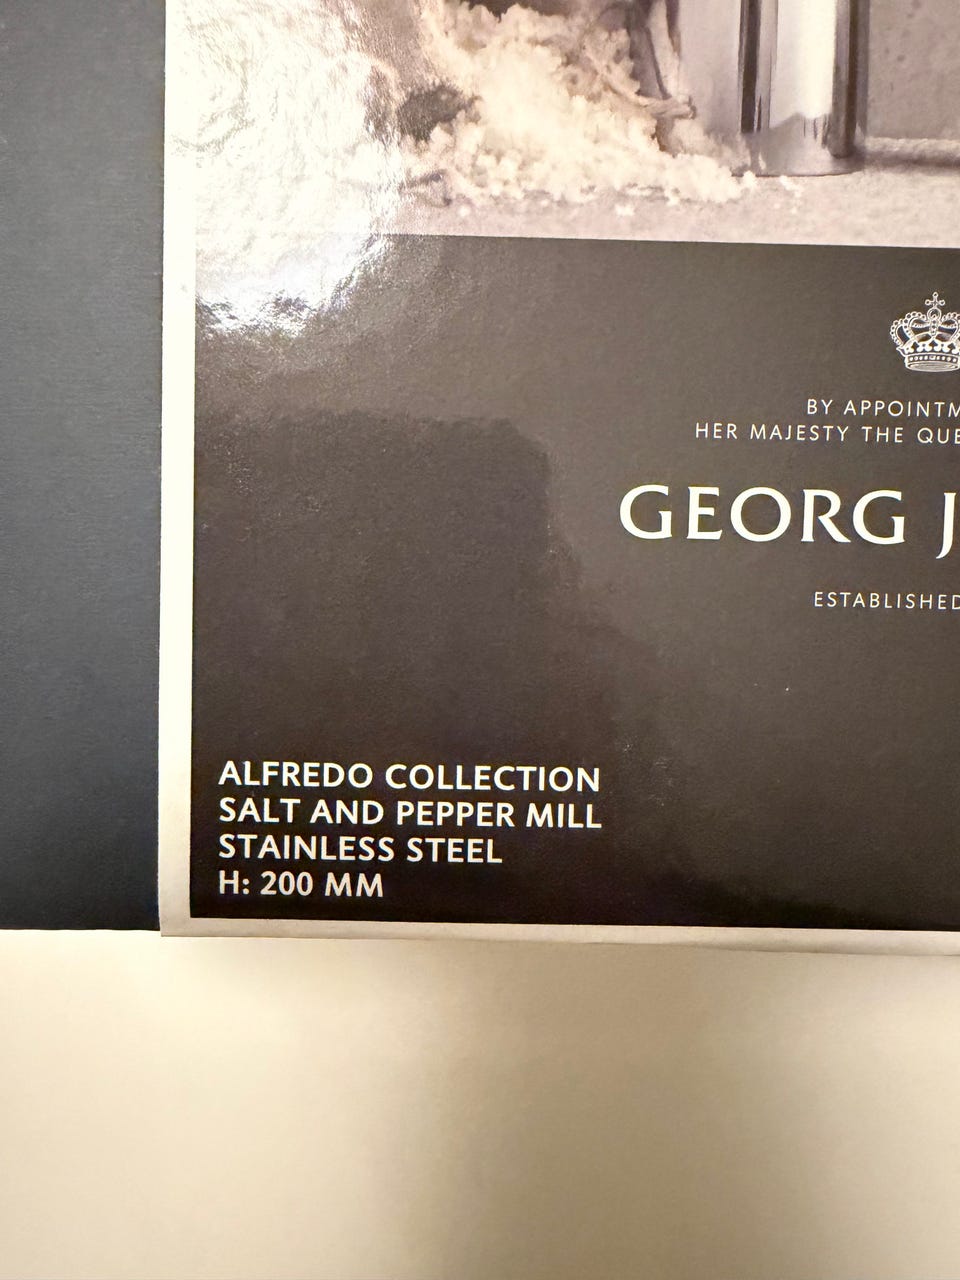 BY APPOINTM
HER MAJESTY THE QUE
GEORG J
ESTABLISHED
ALFREDO COLLECTION
SALT AND PEPPER MILL
STAINLESS STEEL
H: 200 MM